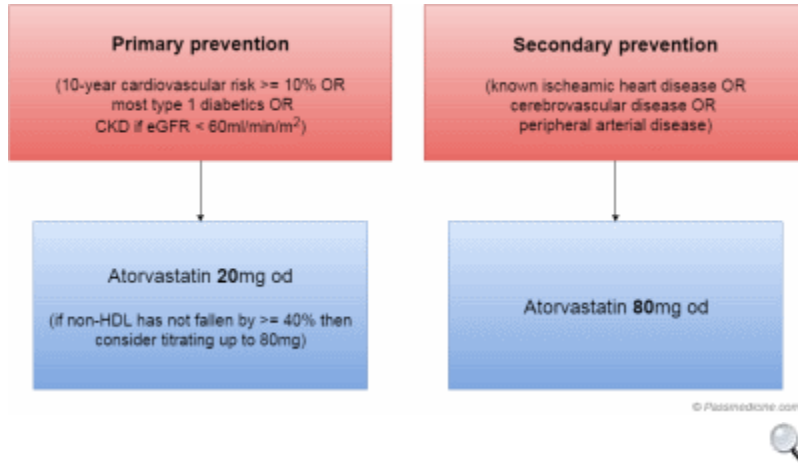 Primary prevention
(10-year cardiovascular risk >= 10% OR
most type 1 diabetics OR
CKD if eGFR < 60ml/min/m²)
Secondary prevention
(known ischeamic heart disease OR
cerebrovascular disease OR
peripheral arterial disease)
Atorvastatin 20mg od
(if non-HDL has not fallen by >= 40% then
consider titrating up to 80mg)
Atorvastatin 80mg od
© Passmedicine.com